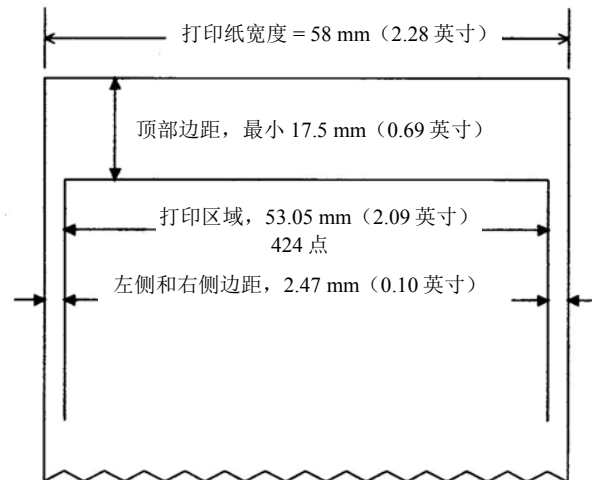 打印纸宽度 = 58 mm（2.28 英寸）
顶部边距，最小 17.5 mm（0.69 英寸）
打印区域，53.05 mm（2.09 英寸）
424 点
左侧和右侧边距，2.47 mm（0.10 英寸）